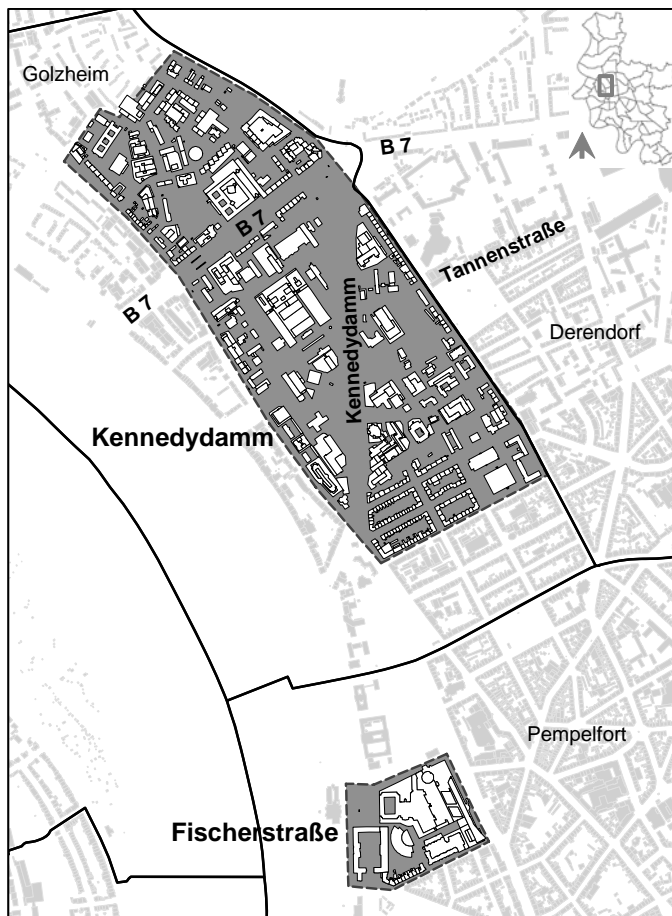 Golzheim
B 7
B 7
Tannenstraße
B 7
Derendorf
Kennedydamm
Kennedydamm
Pempelfort
Fischerstraße